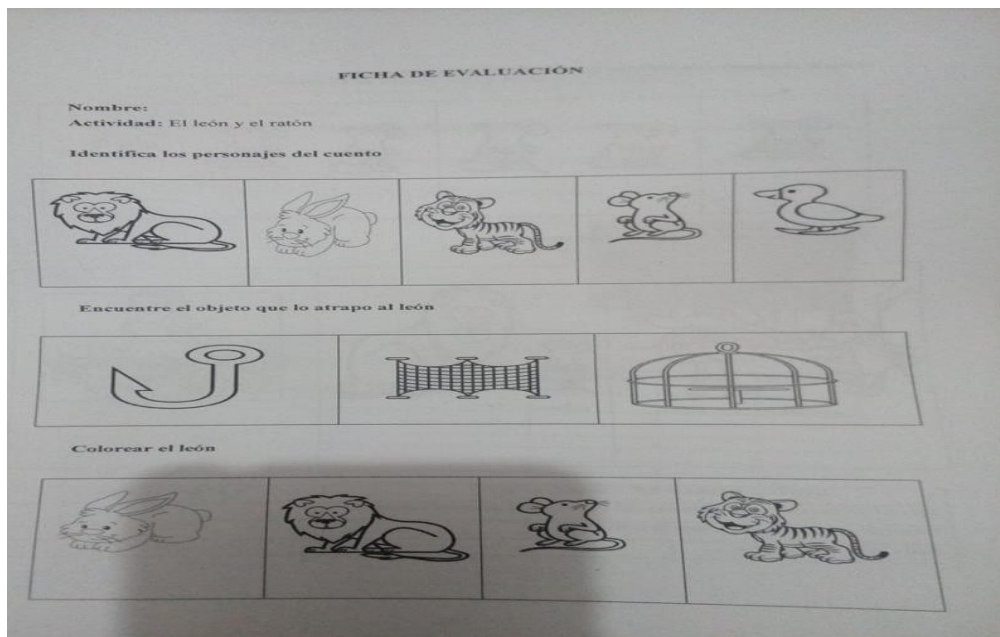 FICHA DE EVALUACIÓN
Nombre:
Actividad: El león y el ratón
Identifica los personajes del cuento
Encuentre el objeto que lo atrapo al león
Colorear el león